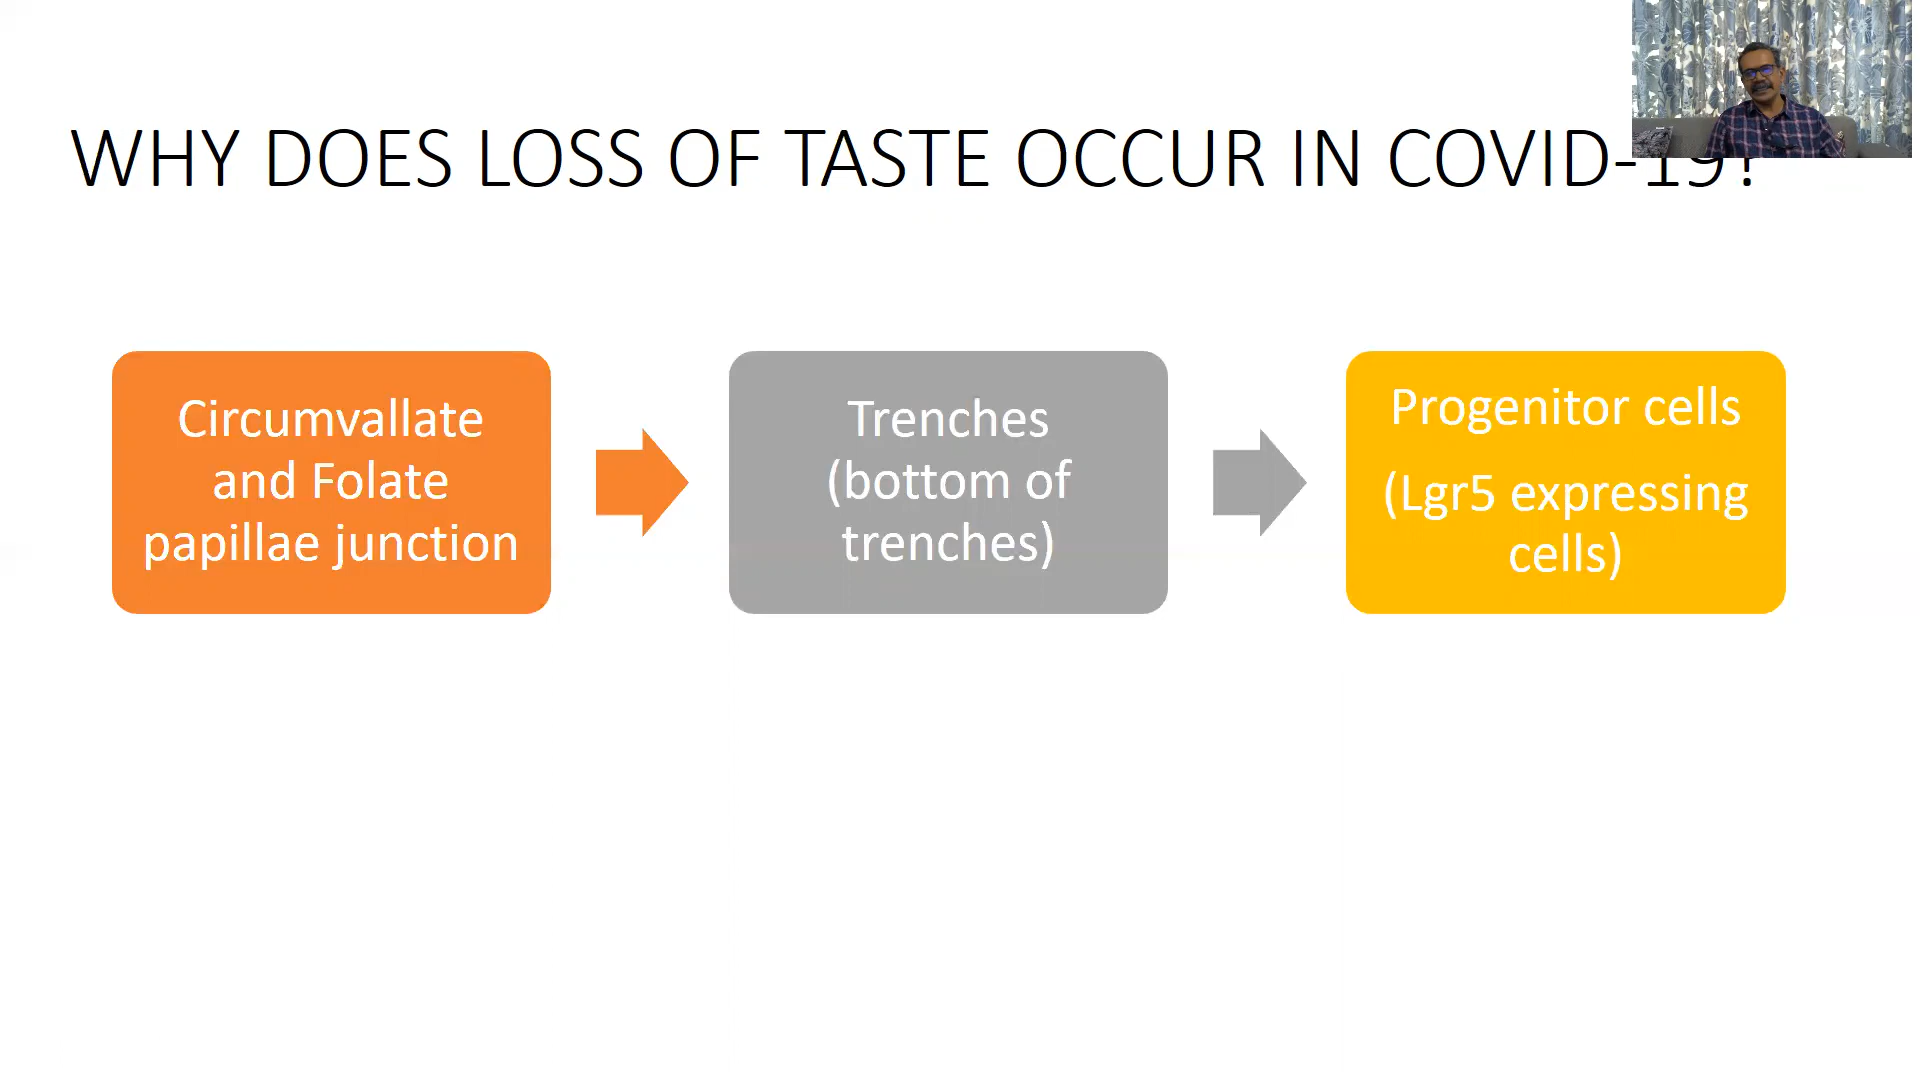 WHY DOES LOSS OF TASTE OCCUR IN COVID-19?
Circumvallate
and Folate
papillae junction
Trenches
(bottom of
trenches)
Progenitor cells
(Lgr5 expressing
cells)